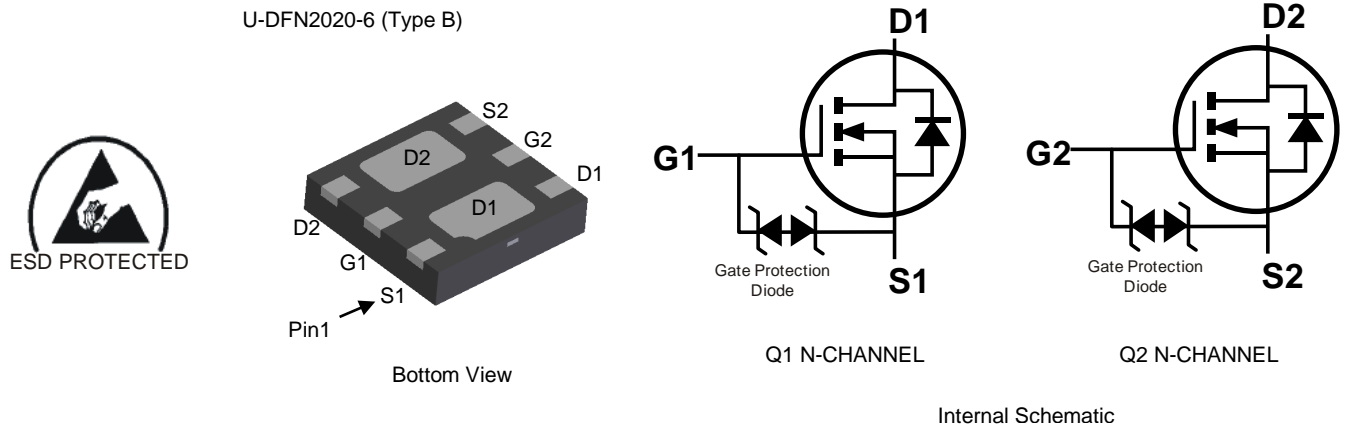 U-DFN2020-6 (Type B)
ESD PROTECTED
S2
G2
D1
D2
D1
D2
G1
S1
Pin1
Bottom View
D1
G1
Gate Protection
Diode
S1
Q1 N-CHANNEL
D2
G2
Gate Protection
Diode
S2
Q2 N-CHANNEL
Internal Schematic